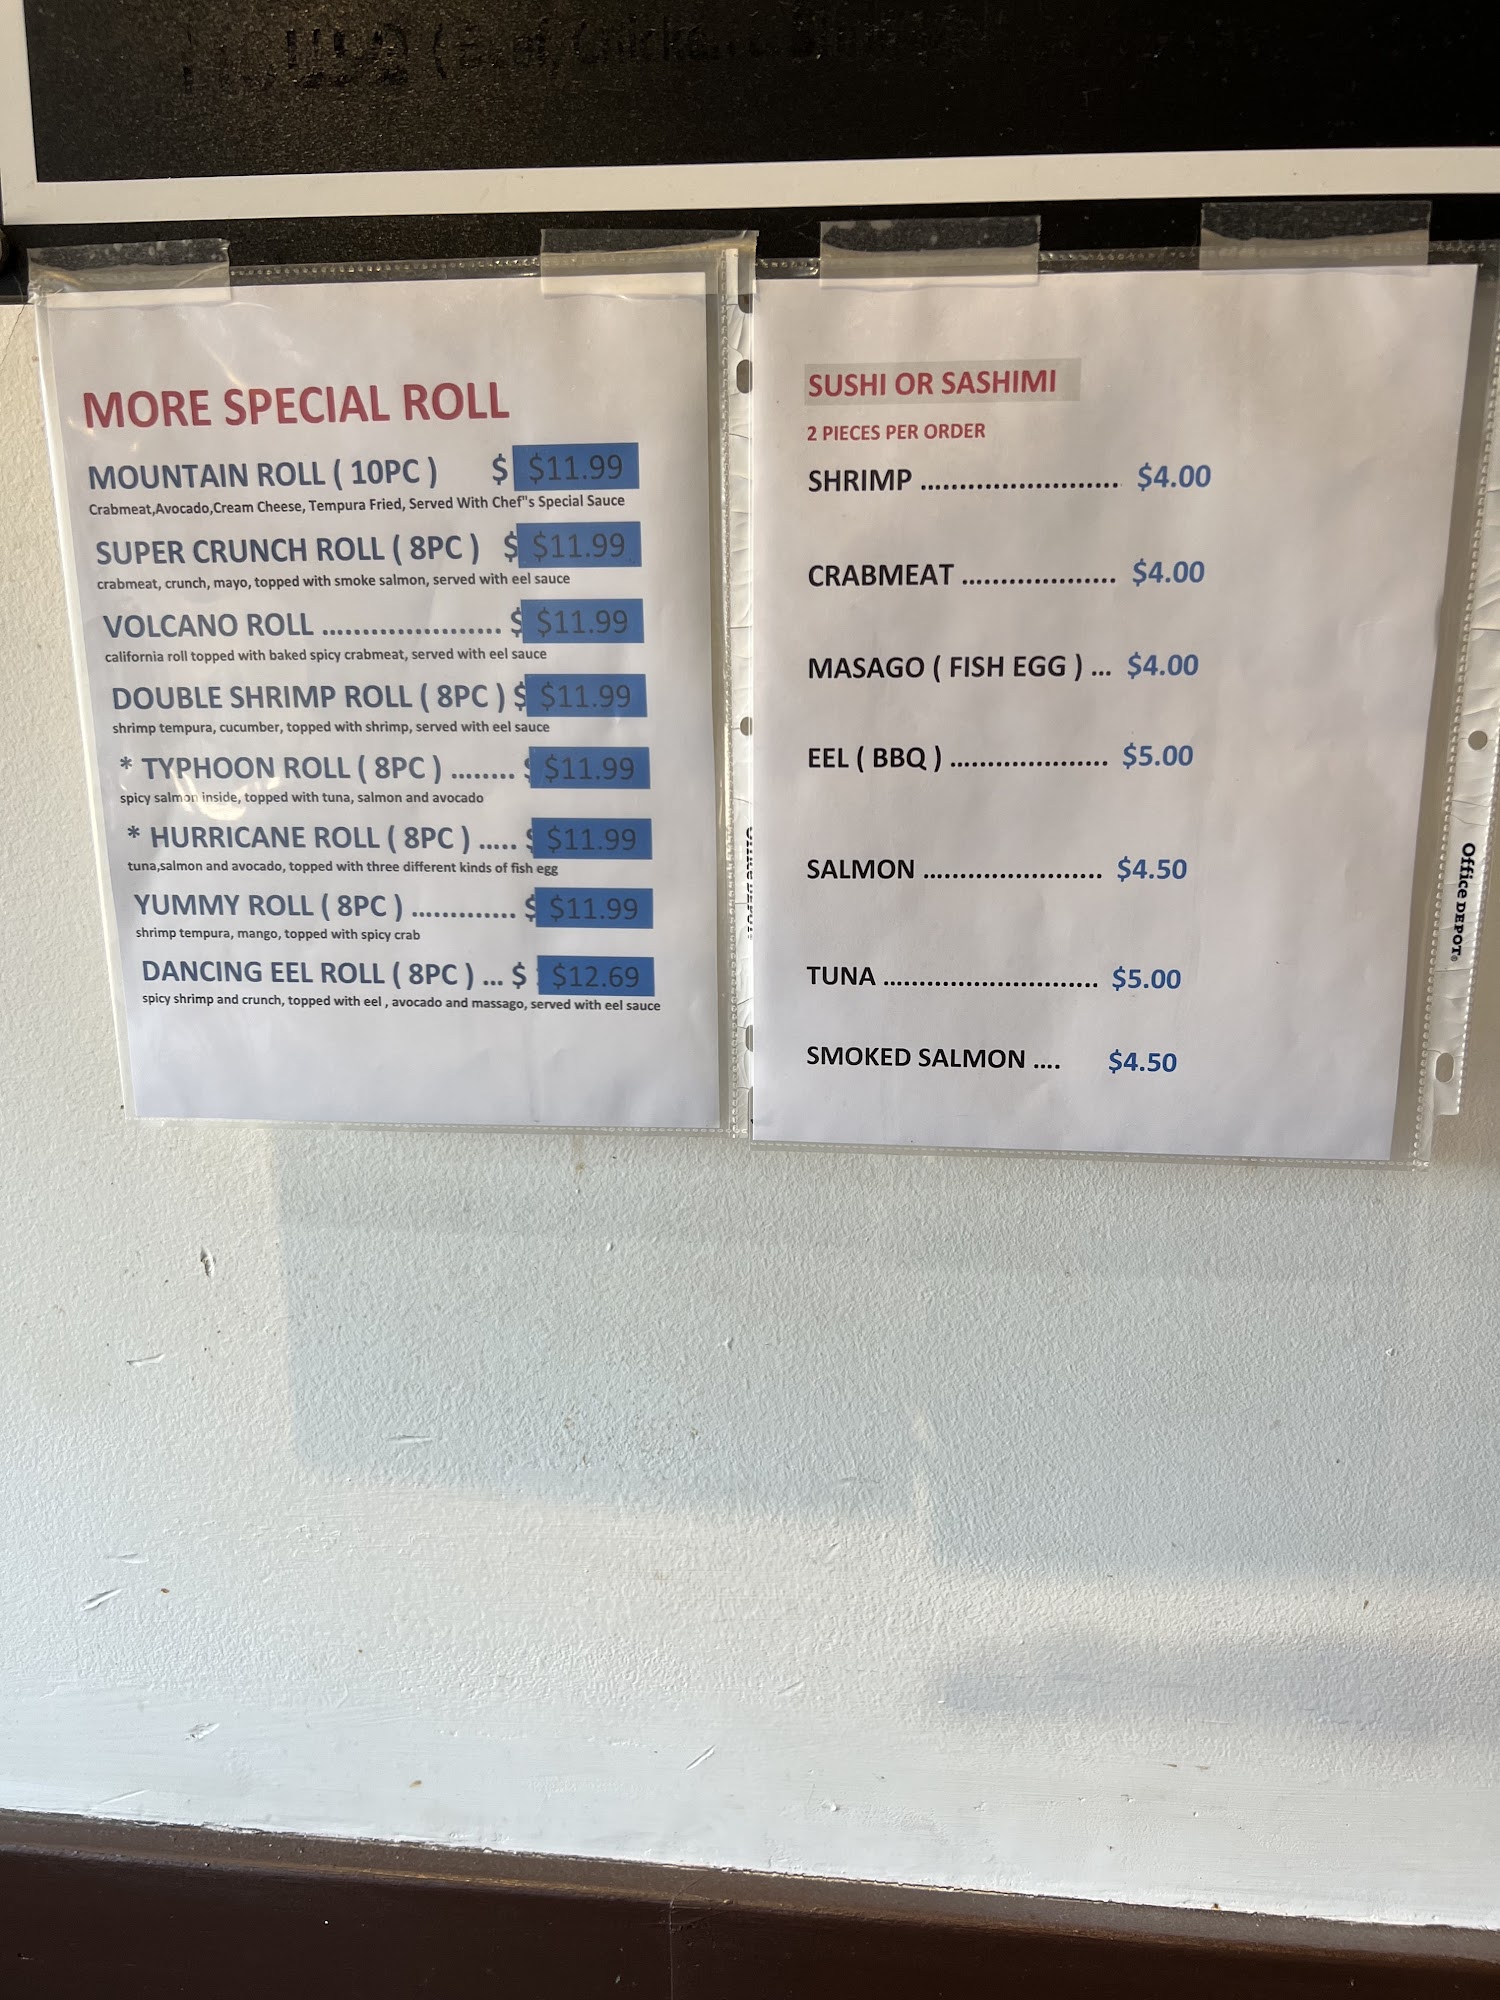 MORE SPECIAL ROLL
MOUNTAIN ROLL ( 10PC ) $ $11.99
Crabmeat,Avocado,Cream Cheese, Tempura Fried, Served With Chef"s Special Sauce
SUPER CRUNCH ROLL ( 8PC ) $ $11.99
crabmeat, crunch, mayo, topped with smoke salmon, served with eel sauce
VOLCANO ROLL ...................... $ $11.99
california roll topped with baked spicy crabmeat, served with eel sauce
DOUBLE SHRIMP ROLL ( 8PC ) $ $11.99
shrimp tempura, cucumber, topped with shrimp, served with eel sauce
* TYPHOON ROLL ( 8PC ) ........ $ $11.99
spicy salmon inside, topped with tuna, salmon and avocado
* HURRICANE ROLL ( 8PC ) ..... $ $11.99
tuna,salmon and avocado, topped with three different kinds of fish egg
YUMMY ROLL ( 8PC ) ............. $ $11.99
shrimp tempura, mango, topped with spicy crab
DANCING EEL ROLL ( 8PC ) ... $ $12.69
spicy shrimp and crunch, topped with eel , avocado and massago, served with eel sauce
SUSHI OR SASHIMI
2 PIECES PER ORDER
SHRIMP ......................... $4.00
CRABMEAT ................... $4.00
MASAGO ( FISH EGG ) ... $4.00
EEL ( BBQ ) .................... $5.00
SALMON ....................... $4.50
TUNA ............................ $5.00
SMOKED SALMON .... $4.50
Office DEPOT®